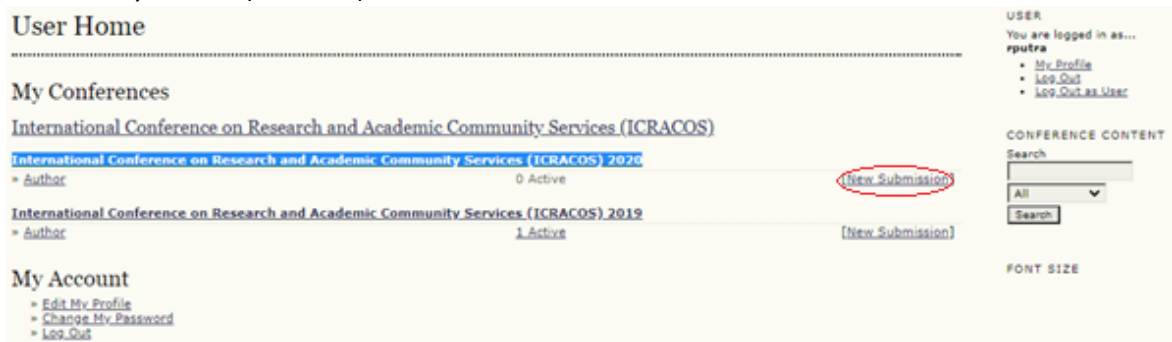 User Home
My Conferences
International Conference on Research and Academic Community Services (ICRACOS)
International Conference on Research and Academic Community Services (ICRACOS) 2020
» Author 0 Active [New Submission]
International Conference on Research and Academic Community Services (ICRACOS) 2019
» Author 1 Active [New Submission]
My Account
» Edit My Profile
» Change My Password
» Log Out
USER
You are logged in as...
rputra
• My Profile
• Log Out
• Log Out as User
CONFERENCE CONTENT
Search
All
Search
FONT SIZE